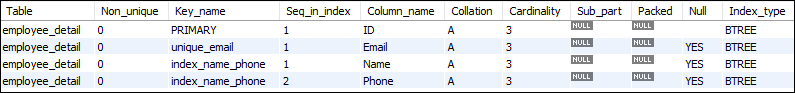 Table Non_unique Key_name Seq_in_index Column_name Collation Cardinality Sub_part Packed Null Index_type
employee_detail 0 PRIMARY 1 ID A 3 NULL NULL BTREE
employee_detail 0 unique_email 1 Email A 3 NULL NULL YES BTREE
employee_detail 0 index_name_phone 1 Name A 3 NULL NULL YES BTREE
employee_detail 0 index_name_phone 2 Phone A 3 NULL NULL YES BTREE